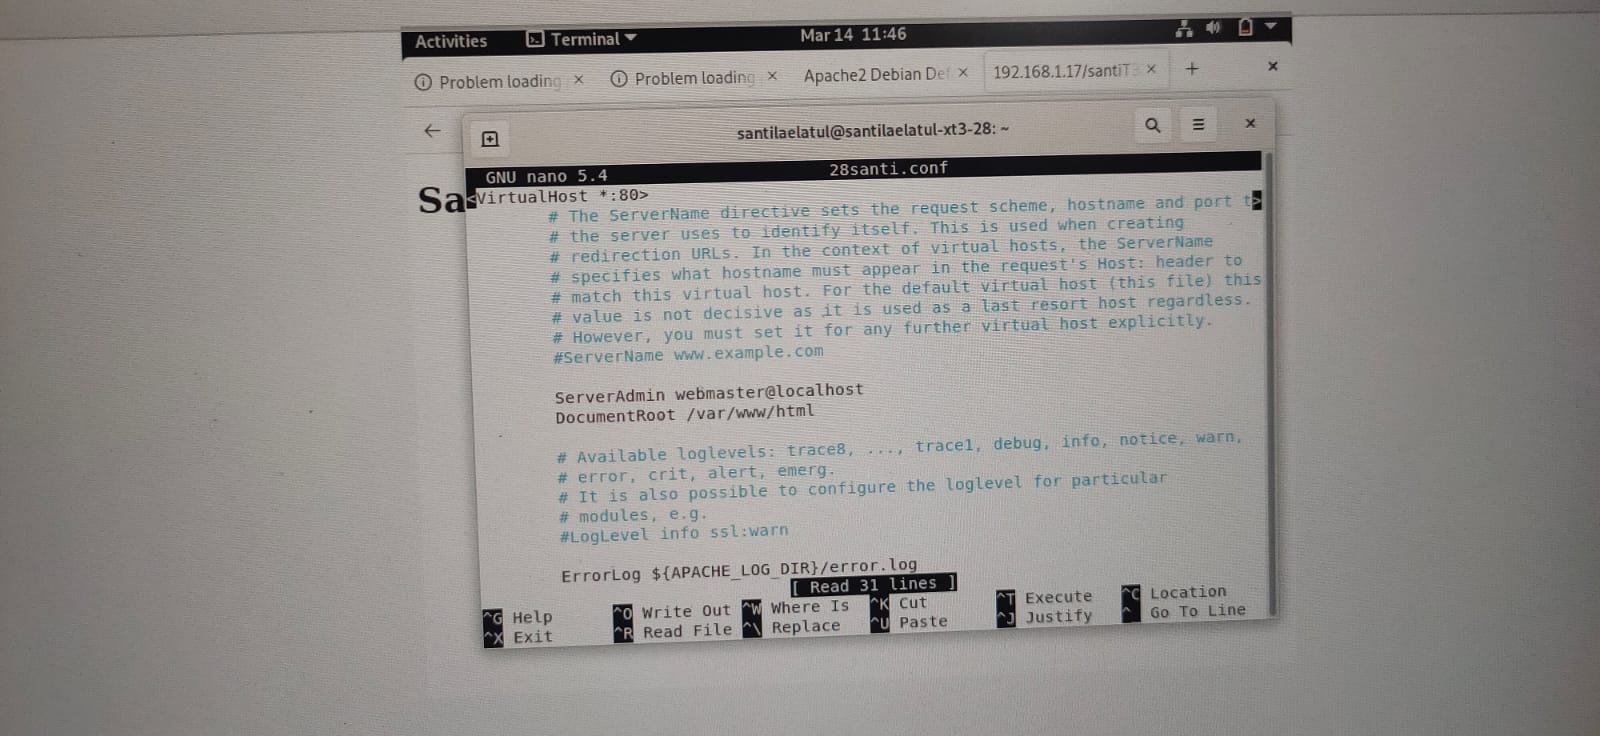 Activities Terminal Mar 14 11:46
Problem loading Problem loading Apache2 Debian Def 192.168.1.17/santiT
santilaelatul@santilaelatul-xt3-28: ~
GNU nano 5.4 28santi.conf
Sa
<VirtualHost *:80>
# The ServerName directive sets the request scheme, hostname and port t>
# the server uses to identify itself. This is used when creating
# redirection URLs. In the context of virtual hosts, the ServerName
# specifies what hostname must appear in the request's Host: header to
# match this virtual host. For the default virtual host (this file) this
# value is not decisive as it is used as a last resort host regardless.
# However, you must set it for any further virtual host explicitly.
#ServerName www.example.com
ServerAdmin webmaster@localhost
DocumentRoot /var/www/html
# Available loglevels: trace8, ..., trace1, debug, info, notice, warn,
# error, crit, alert, emerg.
# It is also possible to configure the loglevel for particular
# modules, e.g.
#LogLevel info ssl:warn
ErrorLog ${APACHE_LOG_DIR}/error.log
[ Read 31 lines ]
^G Help ^O Write Out ^W Where Is ^K Cut ^T Execute ^C Location
^X Exit ^R Read File ^\ Replace ^U Paste ^J Justify ^_ Go To Line